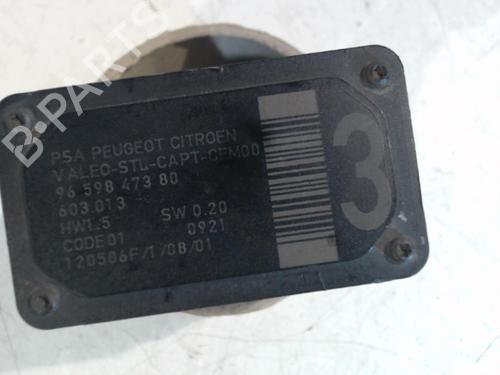 B-PARTS
PSA PEUGEOT CITROEN
VALEO-STL-CAPT-CEM00
96 598 473 80
603.013
HW1.5 SW 0.20
CODE01 0921
120506F/1/08/01
3